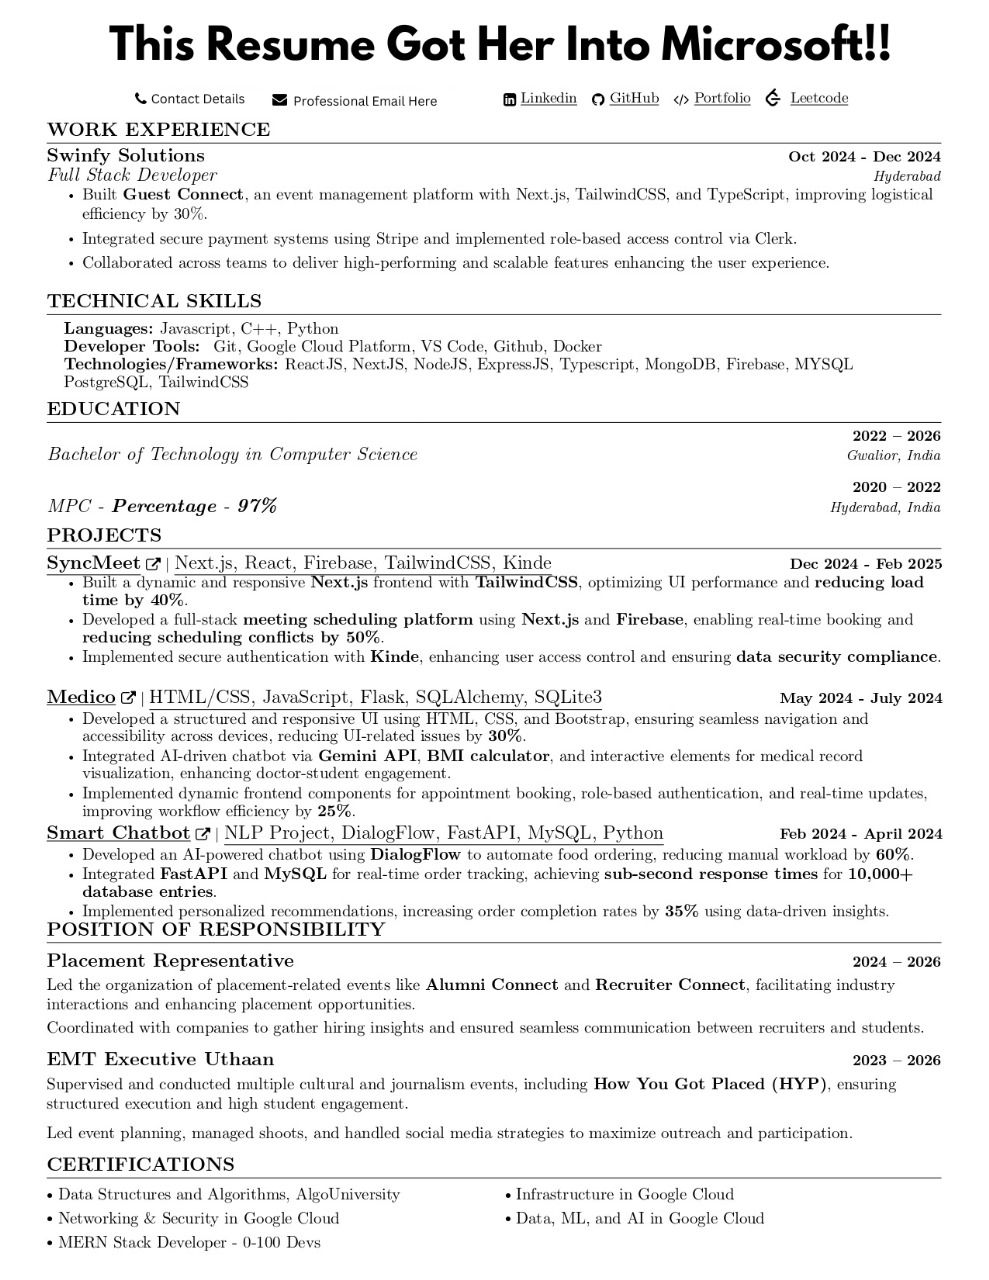 This Resume Got Her Into Microsoft!!
Contact Details Professional Email Here Linkedin GitHub </> Portfolio Leetcode
WORK EXPERIENCE
Swinfy Solutions Oct 2024 - Dec 2024
Full Stack Developer Hyderabad
• Built Guest Connect, an event management platform with Next.js, TailwindCSS, and TypeScript, improving logistical
efficiency by 30%.
• Integrated secure payment systems using Stripe and implemented role-based access control via Clerk.
• Collaborated across teams to deliver high-performing and scalable features enhancing the user experience.
TECHNICAL SKILLS
Languages: Javascript, C++, Python
Developer Tools: Git, Google Cloud Platform, VS Code, Github, Docker
Technologies/Frameworks: ReactJS, NextJS, NodeJS, ExpressJS, Typescript, MongoDB, Firebase, MYSQL
PostgreSQL, TailwindCSS
EDUCATION
2022 – 2026
Bachelor of Technology in Computer Science Gwalior, India
2020 – 2022
MPC - Percentage - 97% Hyderabad, India
PROJECTS
SyncMeet | Next.js, React, Firebase, TailwindCSS, Kinde Dec 2024 - Feb 2025
• Built a dynamic and responsive Next.js frontend with TailwindCSS, optimizing UI performance and reducing load
time by 40%.
• Developed a full-stack meeting scheduling platform using Next.js and Firebase, enabling real-time booking and
reducing scheduling conflicts by 50%.
• Implemented secure authentication with Kinde, enhancing user access control and ensuring data security compliance.
Medico | HTML/CSS, JavaScript, Flask, SQLAlchemy, SQLite3 May 2024 - July 2024
• Developed a structured and responsive UI using HTML, CSS, and Bootstrap, ensuring seamless navigation and
accessibility across devices, reducing UI-related issues by 30%.
• Integrated AI-driven chatbot via Gemini API, BMI calculator, and interactive elements for medical record
visualization, enhancing doctor-student engagement.
• Implemented dynamic frontend components for appointment booking, role-based authentication, and real-time updates,
improving workflow efficiency by 25%.
Smart Chatbot | NLP Project, DialogFlow, FastAPI, MySQL, Python Feb 2024 - April 2024
• Developed an AI-powered chatbot using DialogFlow to automate food ordering, reducing manual workload by 60%.
• Integrated FastAPI and MySQL for real-time order tracking, achieving sub-second response times for 10,000+
database entries.
• Implemented personalized recommendations, increasing order completion rates by 35% using data-driven insights.
POSITION OF RESPONSIBILITY
Placement Representative 2024 – 2026
Led the organization of placement-related events like Alumni Connect and Recruiter Connect, facilitating industry
interactions and enhancing placement opportunities.
Coordinated with companies to gather hiring insights and ensured seamless communication between recruiters and students.
EMT Executive Uthaan 2023 – 2026
Supervised and conducted multiple cultural and journalism events, including How You Got Placed (HYP), ensuring
structured execution and high student engagement.
Led event planning, managed shoots, and handled social media strategies to maximize outreach and participation.
CERTIFICATIONS
• Data Structures and Algorithms, AlgoUniversity • Infrastructure in Google Cloud
• Networking & Security in Google Cloud • Data, ML, and AI in Google Cloud
• MERN Stack Developer - 0-100 Devs